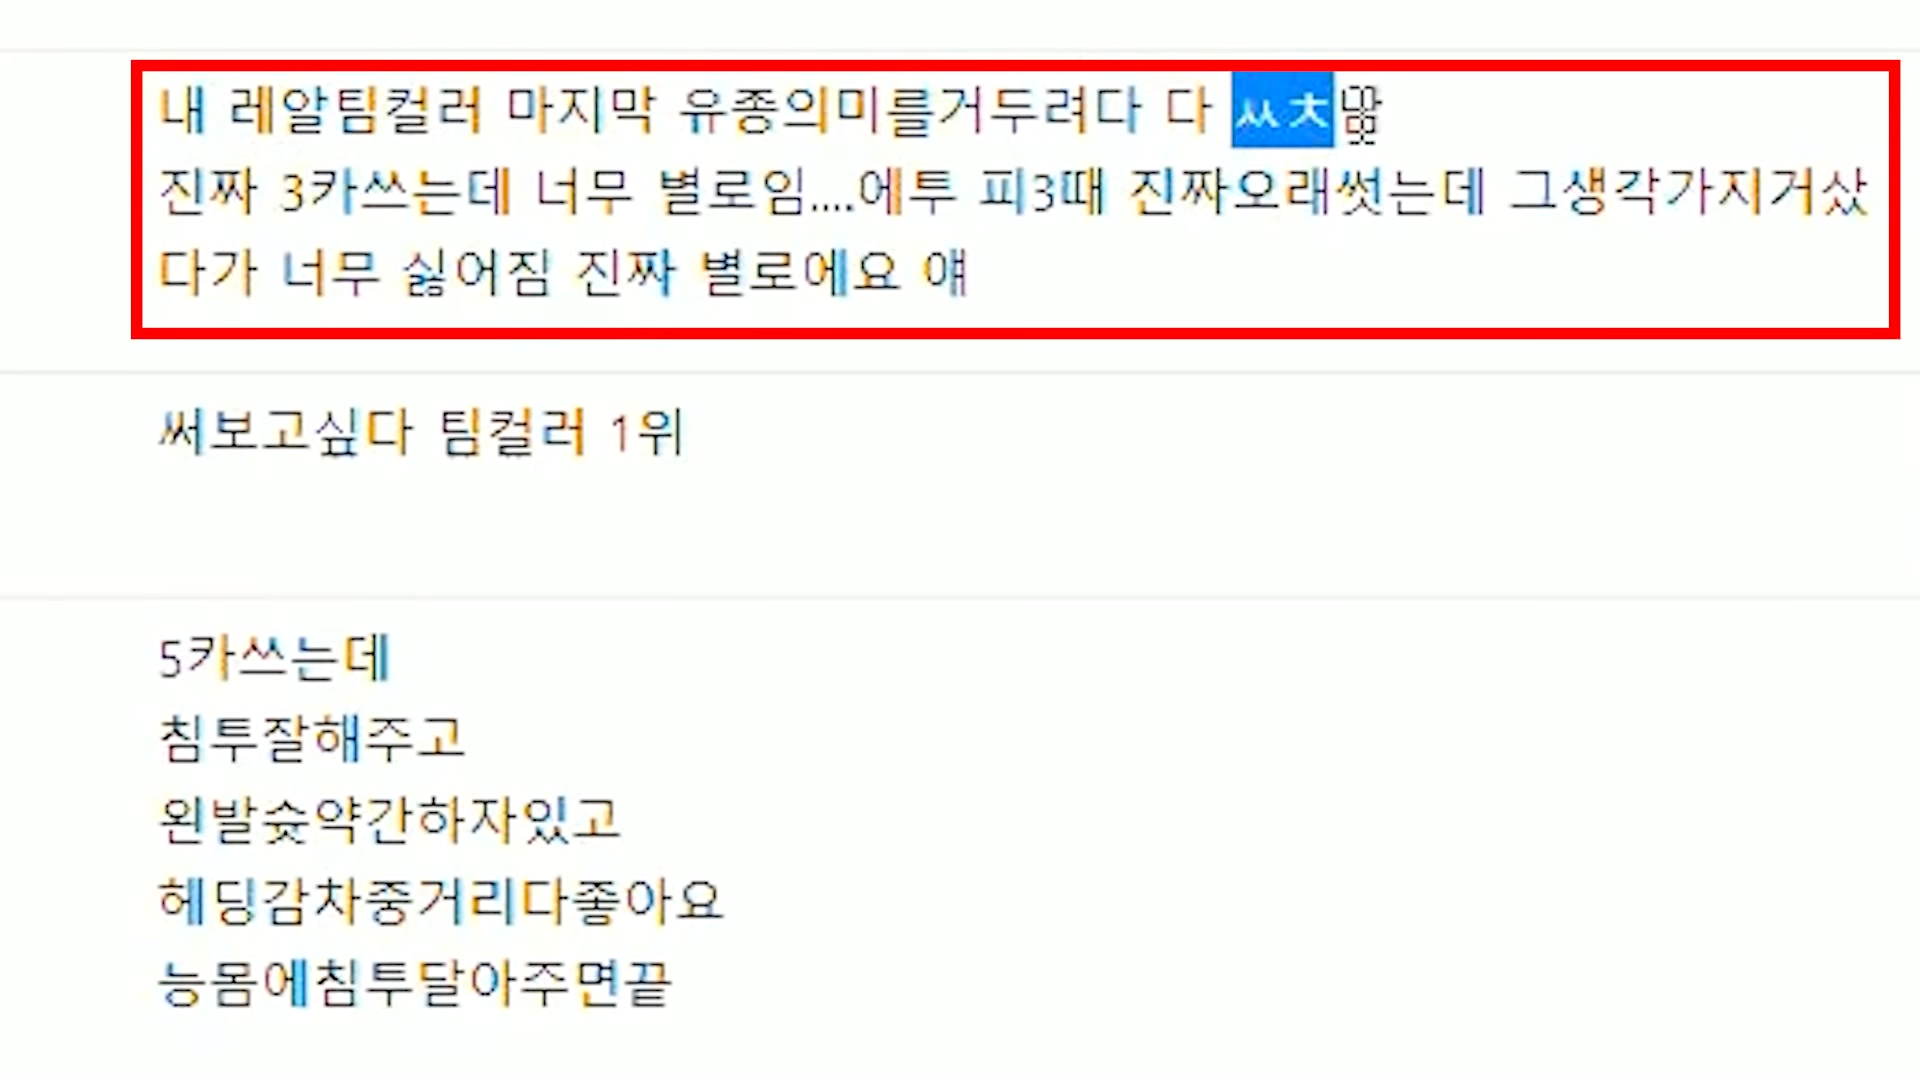 내 레알팀컬러 마지막 유종의미를거두려다 다 ㅆㅊ
진짜 3카쓰는데 너무 별로임....에투 피3때 진짜오래썻는데 그생각가지거샀
다가 너무 싫어짐 진짜 별로에요 얘
써보고싶다 팀컬러 1위
5카쓰는데
침투잘해주고
왼발슞약간하자있고
헤딩감차중거리다좋아요
능몸에침투달아주면끝